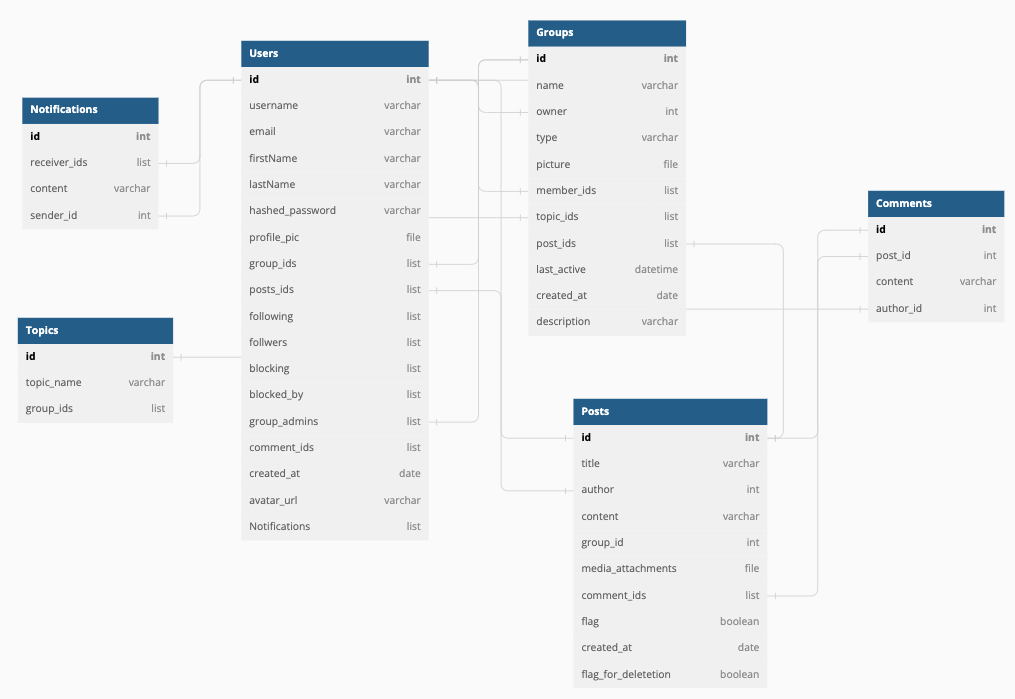 Notifications
id int
receiver_ids list
content varchar
sender_id int
Topics
id int
topic_name varchar
group_ids list
Users
id int
username varchar
email varchar
firstName varchar
lastName varchar
hashed_password varchar
profile_pic file
group_ids list
posts_ids list
following list
follwers list
blocking list
blocked_by list
group_admins list
comment_ids list
created_at date
avatar_url varchar
Notifications list
Groups
id int
name varchar
owner int
type varchar
picture file
member_ids list
topic_ids list
post_ids list
last_active datetime
created_at date
description varchar
Posts
id int
title varchar
author int
content varchar
group_id int
media_attachments file
comment_ids list
flag boolean
created_at date
flag_for_deletetion boolean
Comments
id int
post_id int
content varchar
author_id int